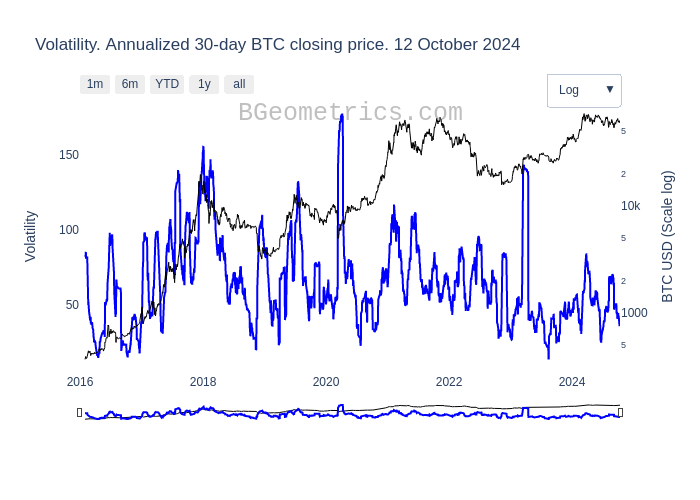 Volatility. Annualized 30-day BTC closing price. 12 October 2024
1m 6m YTD 1y all
Log ▼
BGeometrics.com
150
100
50
Volatility
5
2
10k
5
2
1000
5
BTC USD (Scale log)
2016 2018 2020 2022 2024